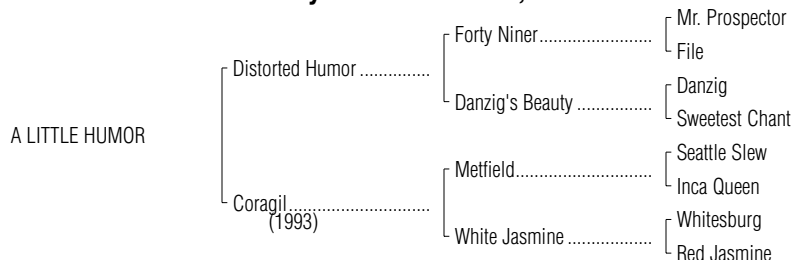 Mr. Prospector
Forty Niner
File
Distorted Humor
Danzig
Danzig's Beauty
Sweetest Chant
A LITTLE HUMOR
Seattle Slew
Metfield
Inca Queen
Coragil
(1993)
Whitesburg
White Jasmine
Red Jasmine